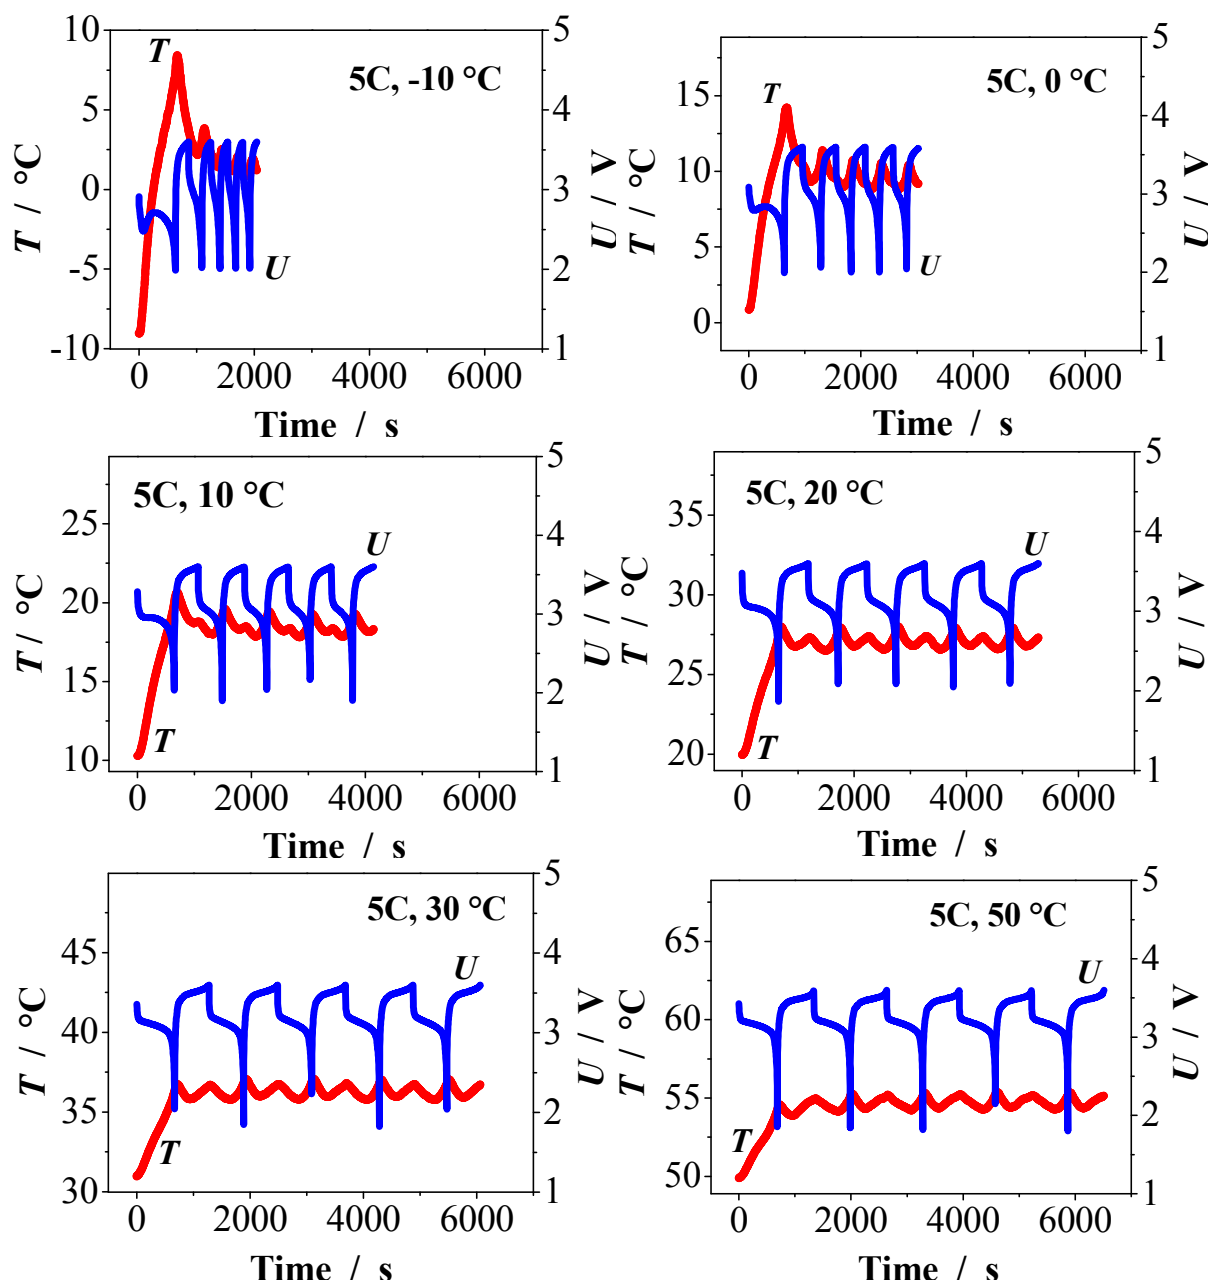 10
5
0
-5
-10
T / °C
T
5C, -10 °C
U
5
4
3
2
1
U / V
0 2000 4000 6000
Time / s
15
10
5
0
T / °C
T
5C, 0 °C
U
5
4
3
2
1
U / V
0 2000 4000 6000
Time / s
25
20
15
10
T / °C
5C, 10 °C
U
T
5
4
3
2
1
U / V
0 2000 4000 6000
Time / s
35
30
25
20
T / °C
5C, 20 °C
U
T
5
4
3
2
1
U / V
0 2000 4000 6000
Time / s
45
40
35
30
T / °C
5C, 30 °C
U
T
5
4
3
2
1
U / V
0 2000 4000 6000
Time / s
65
60
55
50
T / °C
5C, 50 °C
U
T
5
4
3
2
1
U / V
0 2000 4000 6000
Time / s